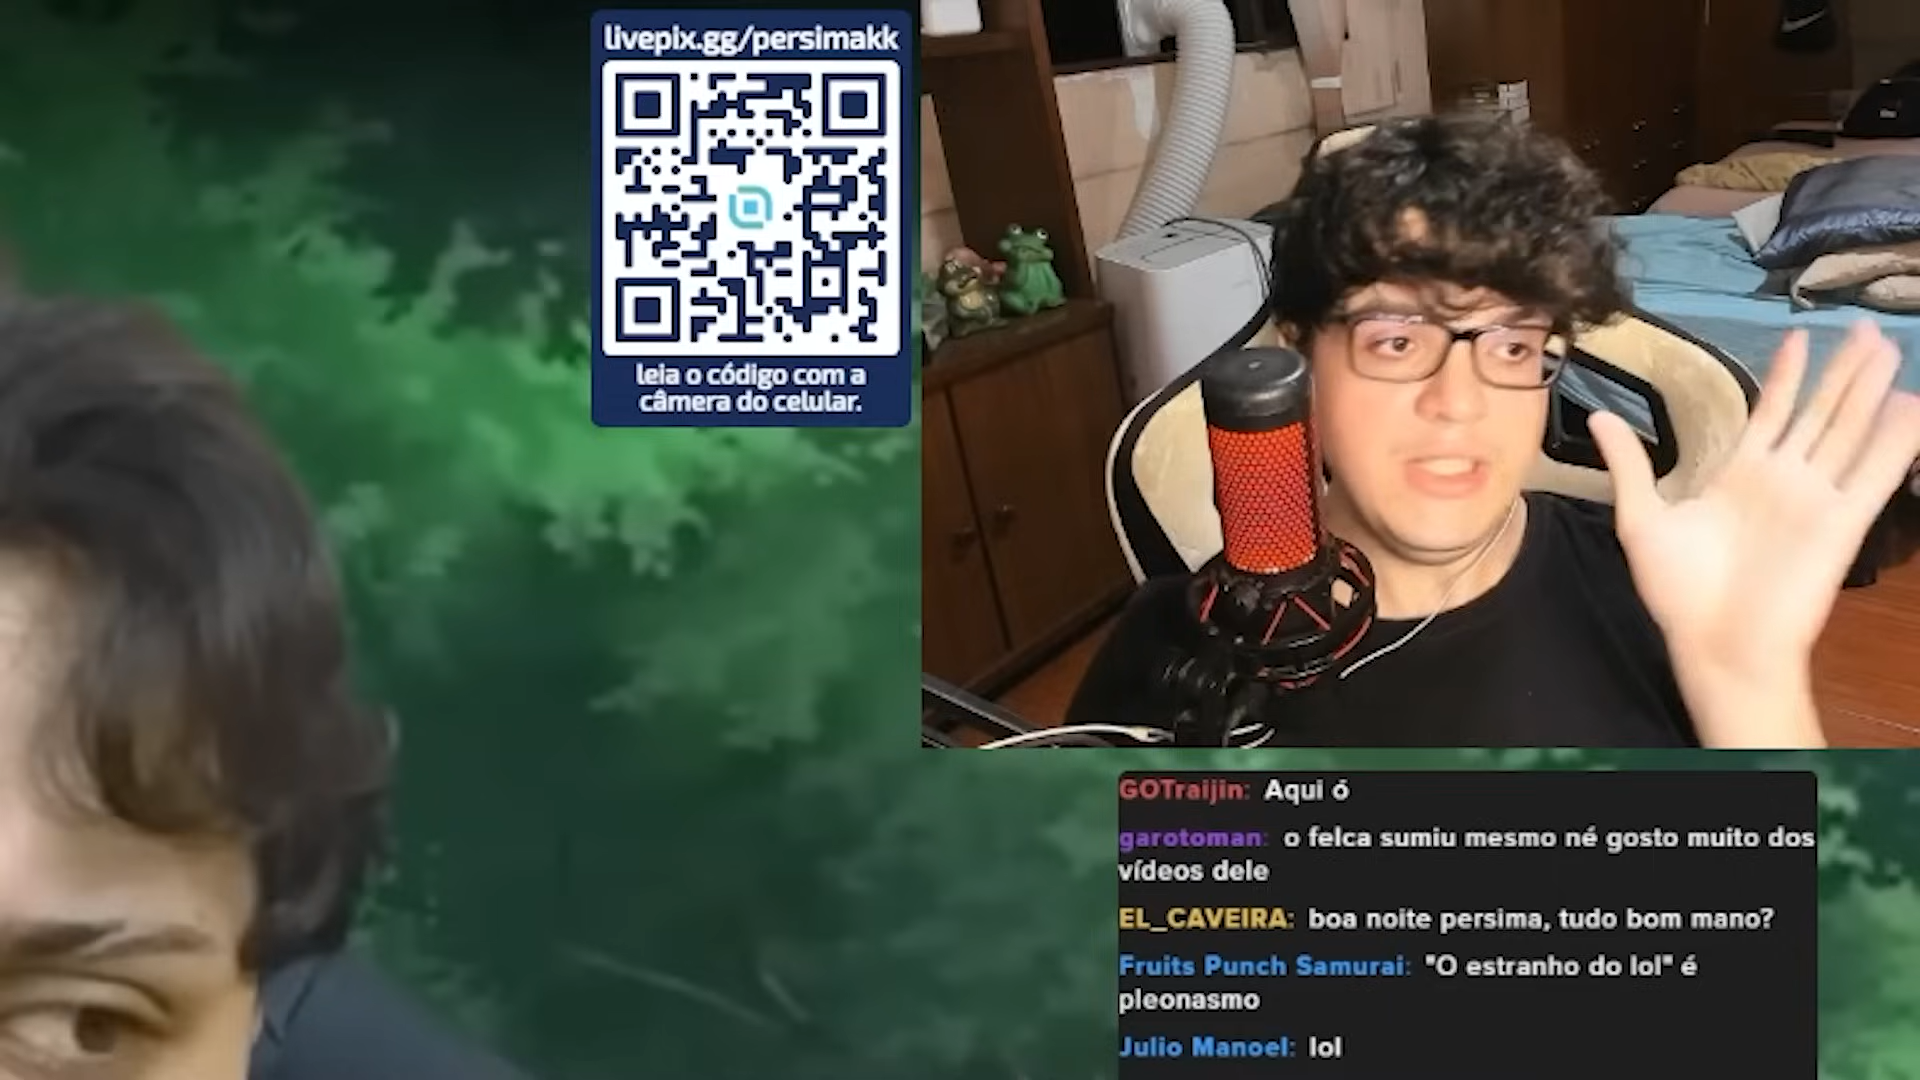 livepix.gg/persimakk
leia o código com a
câmera do celular.
GOTraijin: Aqui ó
garotoman: o felca sumiu mesmo né gosto muito dos
vídeos dele
EL_CAVEIRA: boa noite persima, tudo bom mano?
Fruits Punch Samurai: "O estranho do lol" é
pleonasmo
Julio Manoel: lol